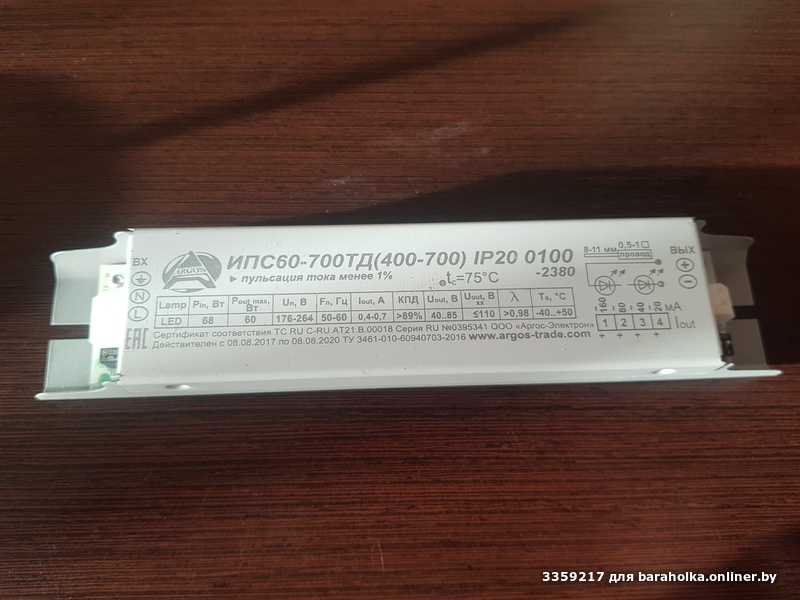 ВХ
N
L
EAC
ARGOS
ИПС60-700ТД(400-700) IP20 0100
-2380
► пульсация тока менее 1%
tc=75°C
8-11 мм 0,5-1□
провод
ВЫХ
+
−
Lamp Pin, Вт Pout max, Вт Uп, В Fп, Гц Iout, А КПД Uout, В Uout, В хх λ Ta, °C
LED 68 60 176-264 50-60 0,4-0,7 >89% 40..85 ≤110 >0,98 -40..+50
160 80 40 20 мА
1 2 3 4 Iout
+ + + +
Сертификат соответствия ТС RU C-RU.АТ21.В.00018 Серия RU №0395341 ООО «Аргос-Электрон»
Действителен с 08.08.2017 по 08.08.2020 ТУ 3461-010-60940703-2016 www.argos-trade.com
3359217 для baraholka.onliner.by